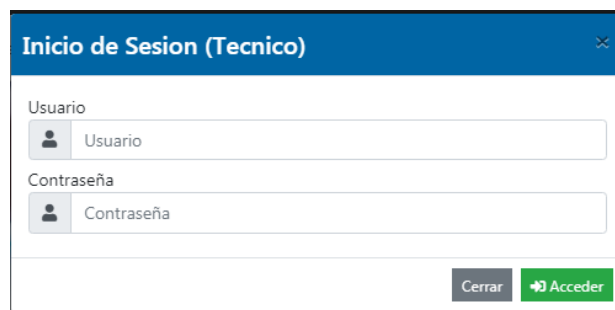 Inicio de Sesion (Tecnico) ×
Usuario
Usuario
Contraseña
Contraseña
Cerrar Acceder